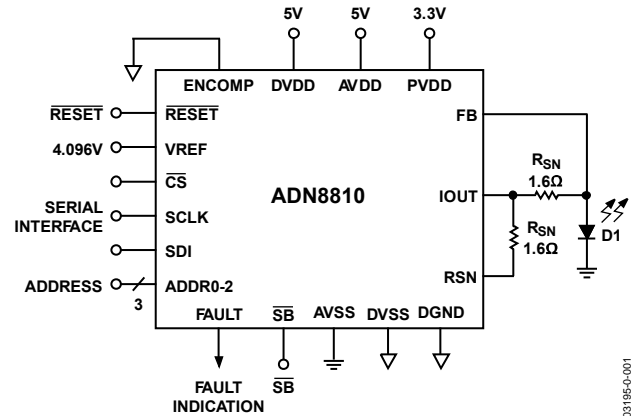 5V
5V
3.3V
ENCOMP
DVDD
AVDD
PVDD
RESET
RESET
FB
4.096V
VREF
CS
ADN8810
IOUT
RSN
1.6Ω
SERIAL
INTERFACE
SCLK
RSN
1.6Ω
D1
SDI
RSN
ADDRESS
3
ADDR0-2
FAULT
SB
AVSS
DVSS
DGND
FAULT
INDICATION
SB
03195-0-001